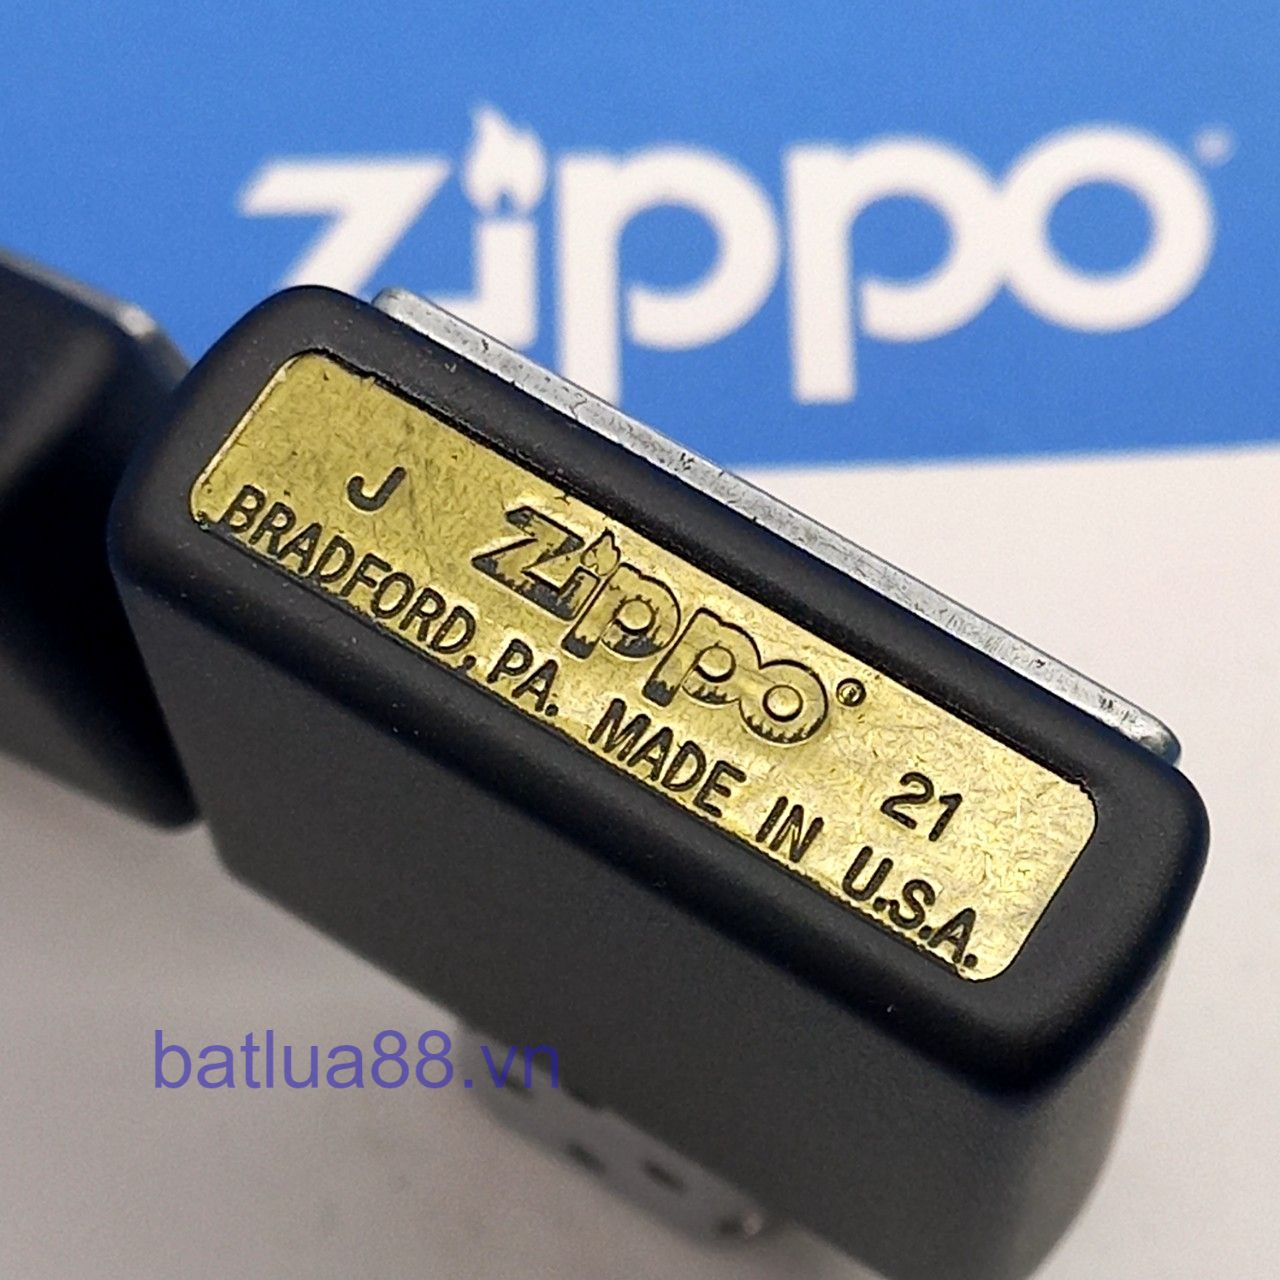 zippo
J zippo® 21
BRADFORD, PA. MADE IN U.S.A.
batlua88.vn